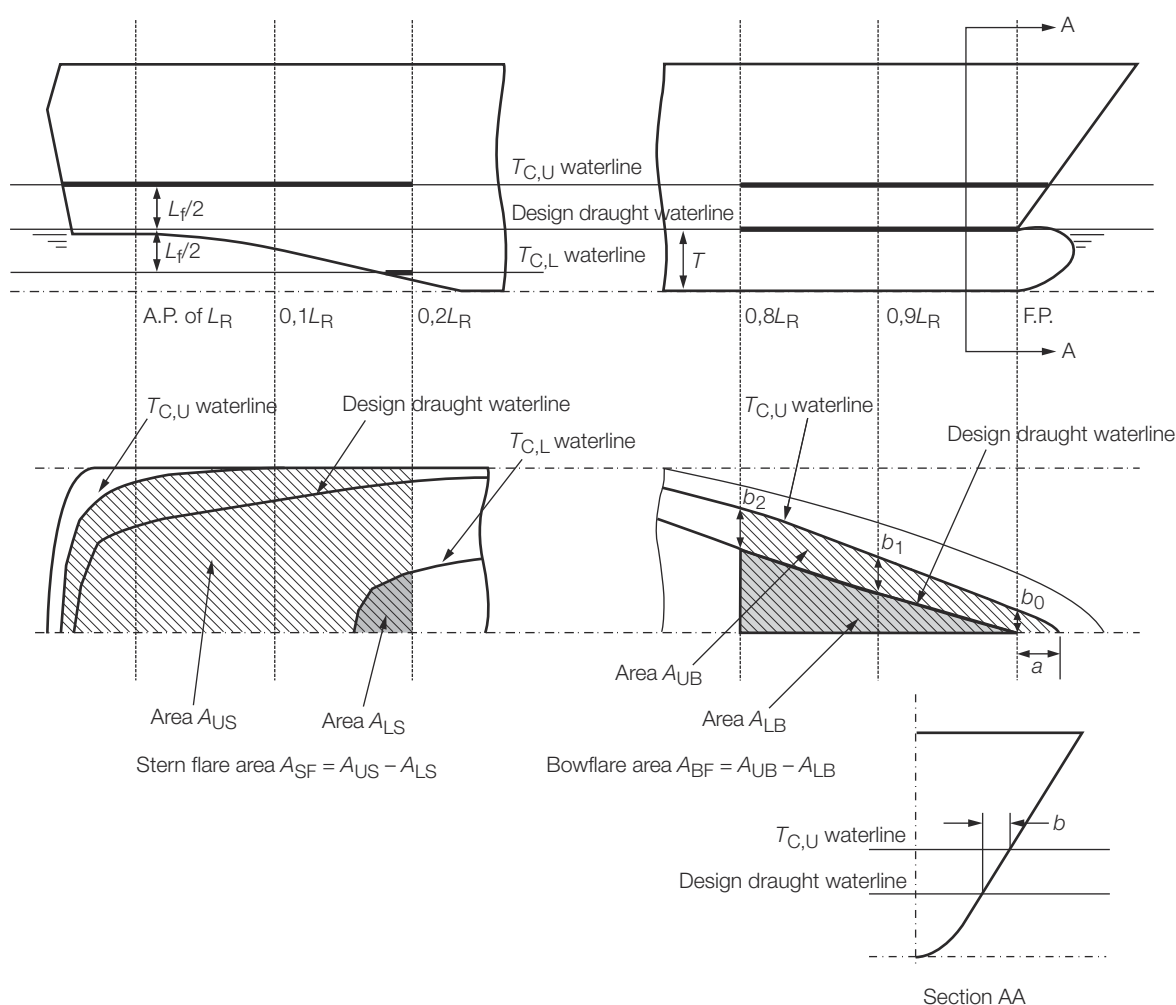 A
T_C,U waterline
L_f/2
Design draught waterline
L_f/2
T_C,L waterline
T
A.P. of L_R
0,1L_R
0,2L_R
0,8L_R
0,9L_R
F.P.
A
T_C,U waterline
Design draught waterline
T_C,L waterline
T_C,U waterline
Design draught waterline
b_2
b_1
b_0
a
Area A_UB
Area A_US
Area A_LS
Area A_LB
Stern flare area A_SF = A_US – A_LS
Bowflare area A_BF = A_UB – A_LB
b
T_C,U waterline
Design draught waterline
Section AA